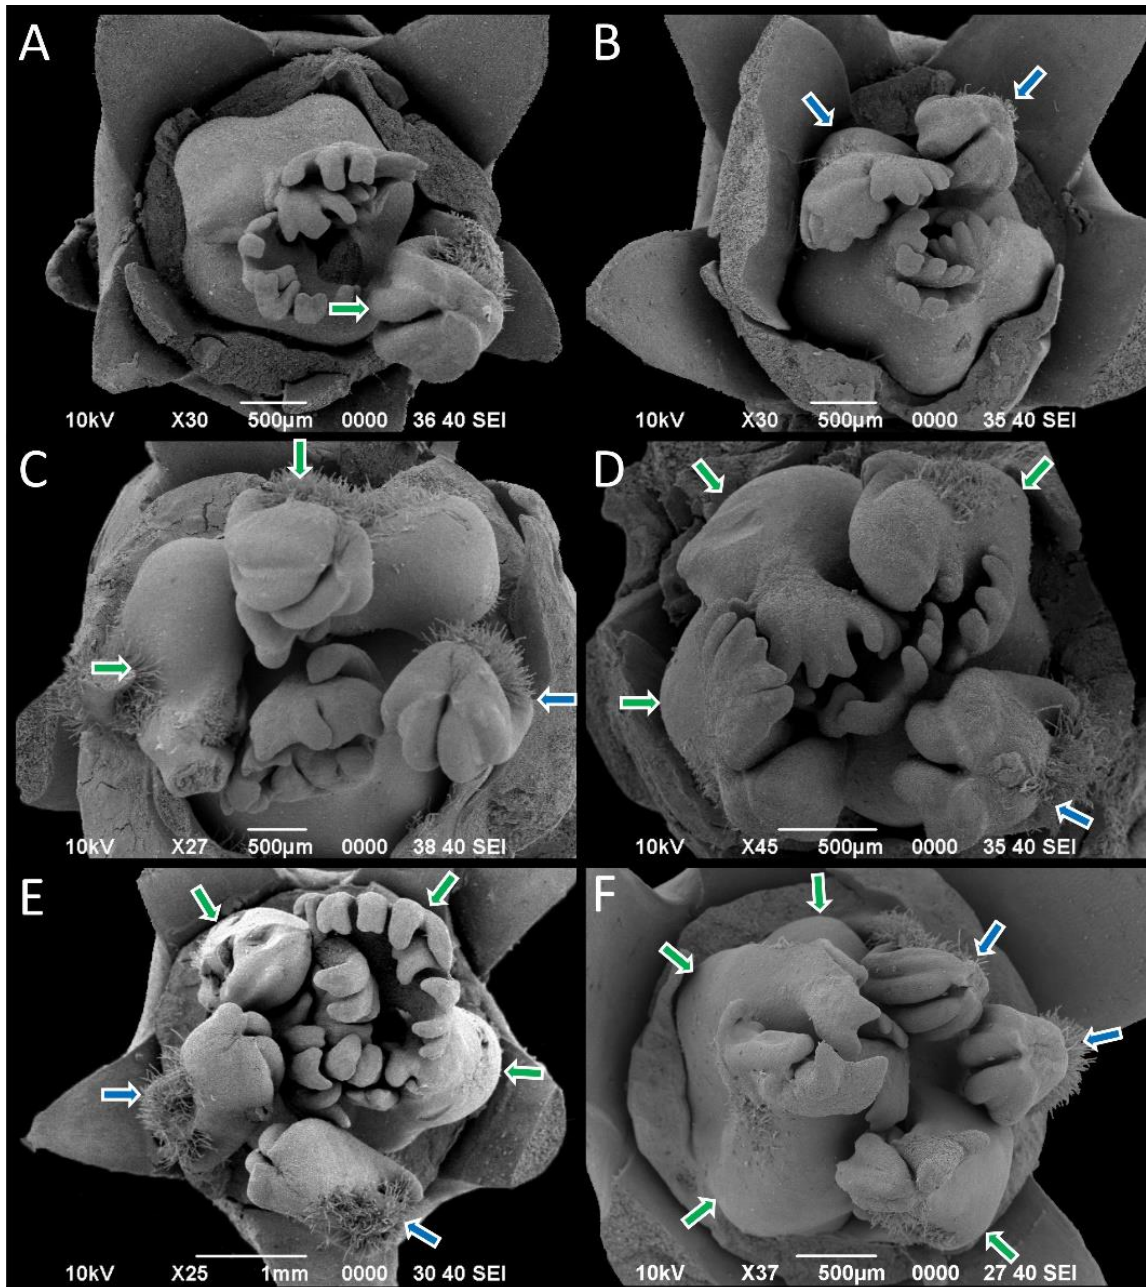 A
B
10kV X30 500µm 0000 36 40 SEI
10kV X30 500µm 0000 35 40 SEI
C
D
10kV X27 500µm 0000 38 40 SEI
10kV X45 500µm 0000 35 40 SEI
E
F
10kV X25 1mm 0000 30 40 SEI
10kV X37 500µm 0000 27 40 SEI